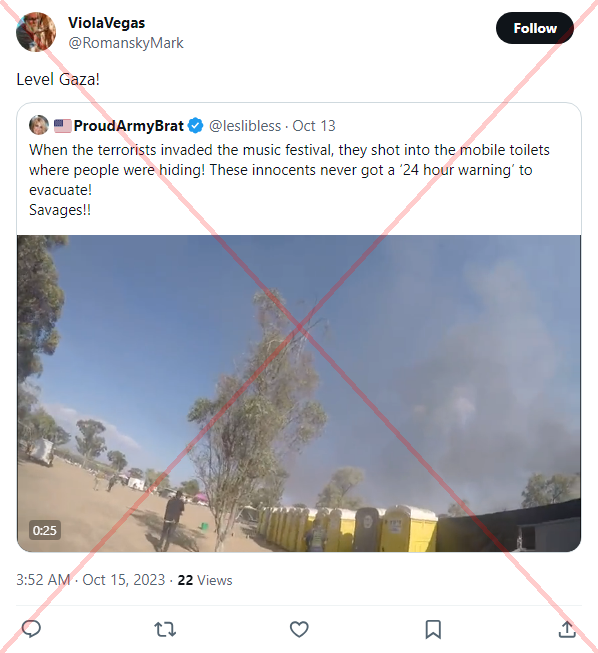 ViolaVegas
@RomanskyMark
Follow
Level Gaza!
ProudArmyBrat @leslibless · Oct 13
When the terrorists invaded the music festival, they shot into the mobile toilets
where people were hiding! These innocents never got a ‘24 hour warning’ to
evacuate!
Savages!!
0:25
3:52 AM · Oct 15, 2023 · 22 Views